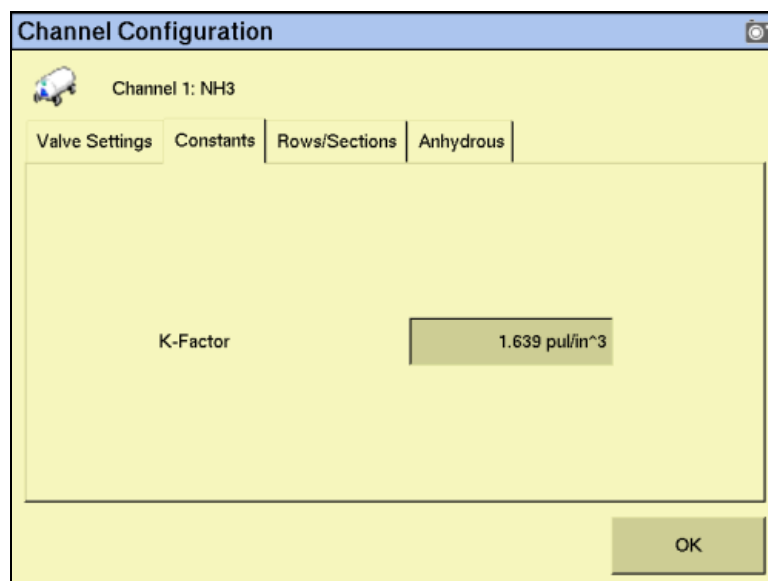 Channel Configuration
Channel 1: NH3
Valve Settings Constants Rows/Sections Anhydrous
K-Factor 1.639 pul/in^3
OK